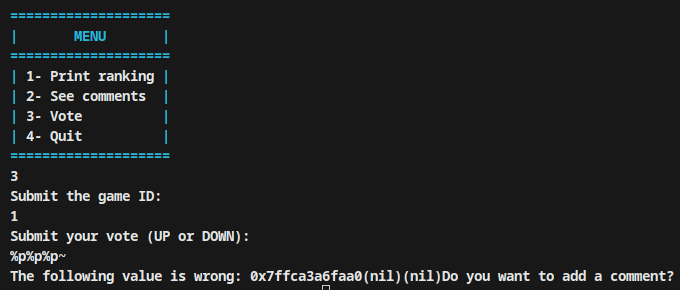 ====================
|       MENU       |
====================
| 1- Print ranking |
| 2- See comments  |
| 3- Vote          |
| 4- Quit          |
====================
3
Submit the game ID:
1
Submit your vote (UP or DOWN):
%p%p%p~
The following value is wrong: 0x7ffca3a6faa0(nil)(nil)Do you want to add a comment?